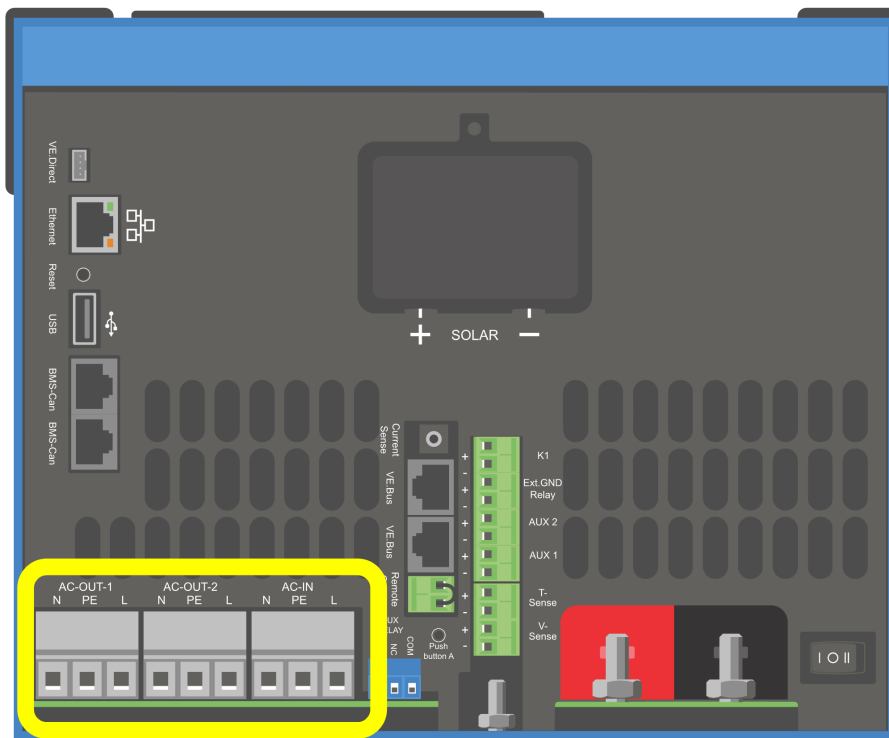 VE.Direct
Ethernet
Reset
USB
BMS-Can
BMS-Can
+ SOLAR −
Current
Sense
VE.Bus
VE.Bus
Remote
+
-
+
-
+
-
+
-
+
-
+
-
K1
Ext.GND
Relay
AUX 2
AUX 1
T-
Sense
V-
Sense
AC-OUT-1
N PE L
AC-OUT-2
N PE L
AC-IN
N PE L
NC
COM
Push
button A
I O II